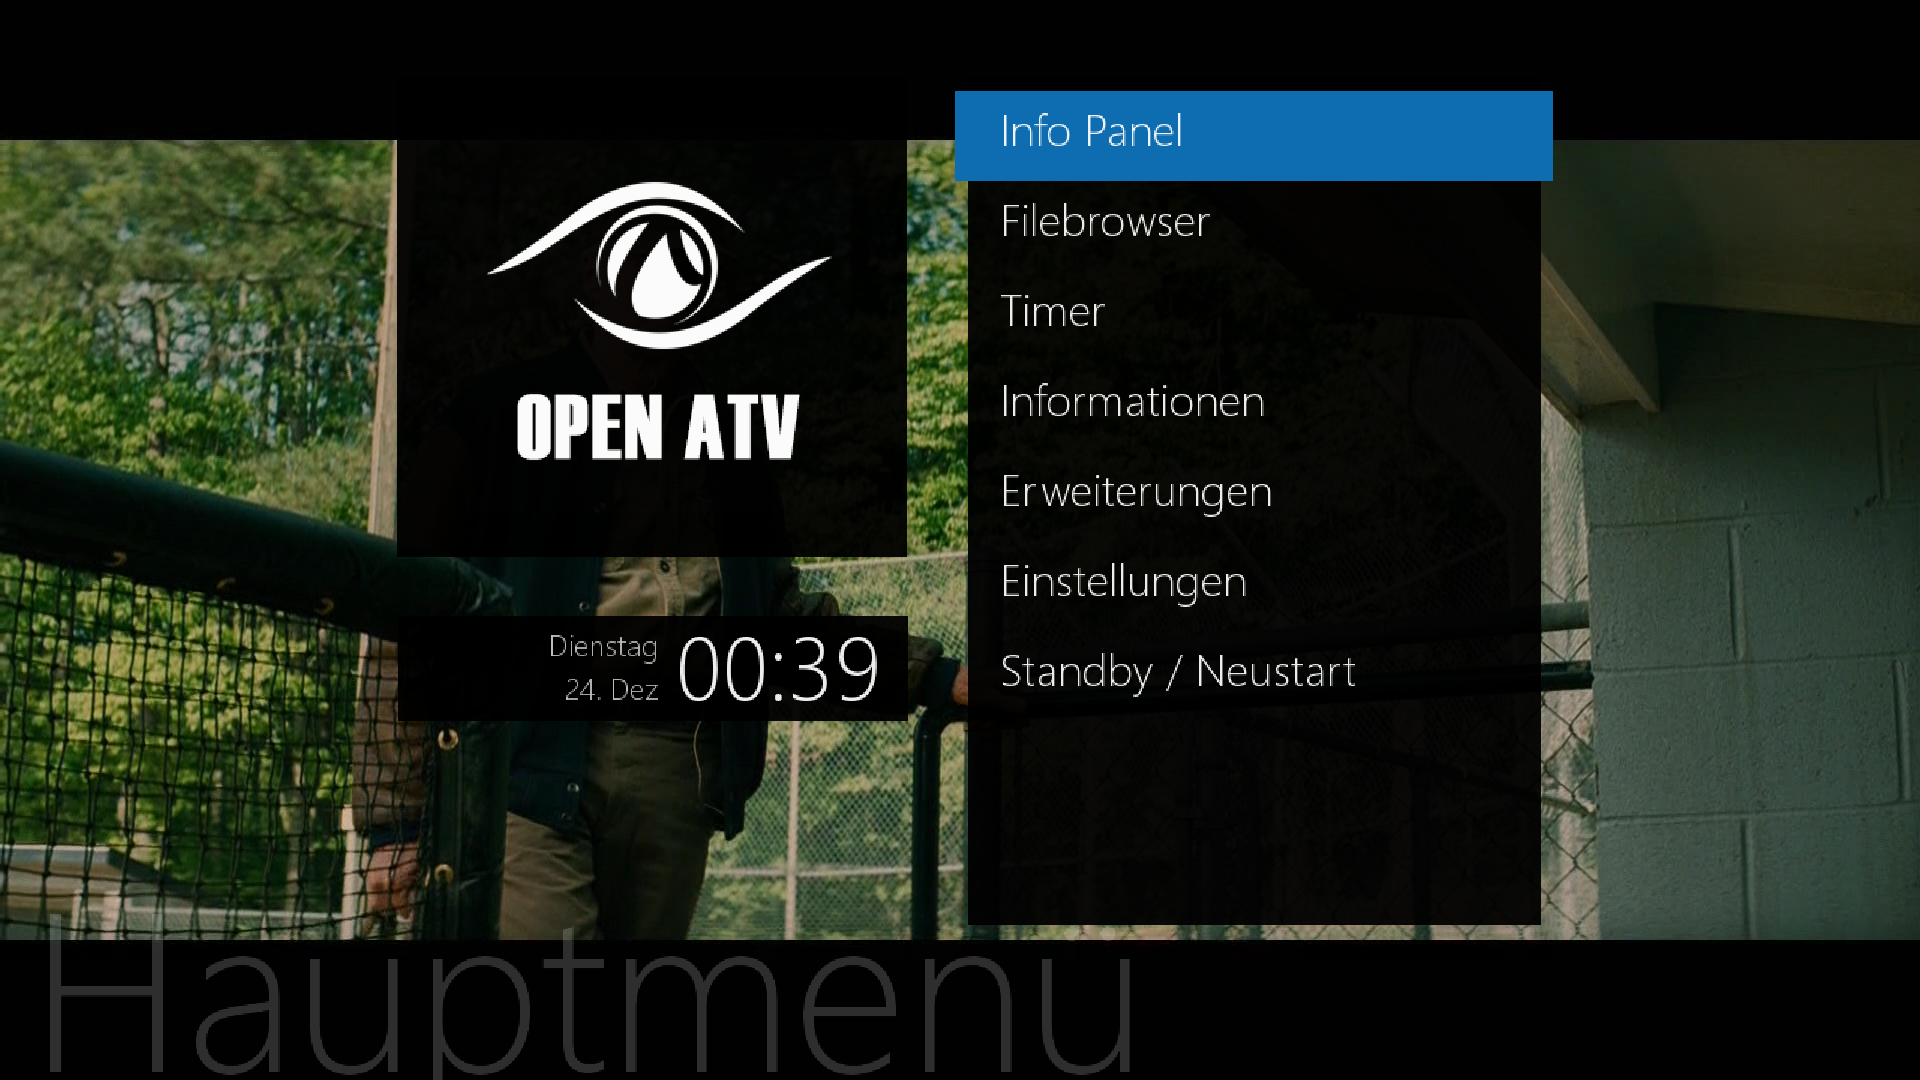 OPEN ATV
Dienstag
24. Dez
00:39
Info Panel
Filebrowser
Timer
Informationen
Erweiterungen
Einstellungen
Standby / Neustart
Hauptmenu